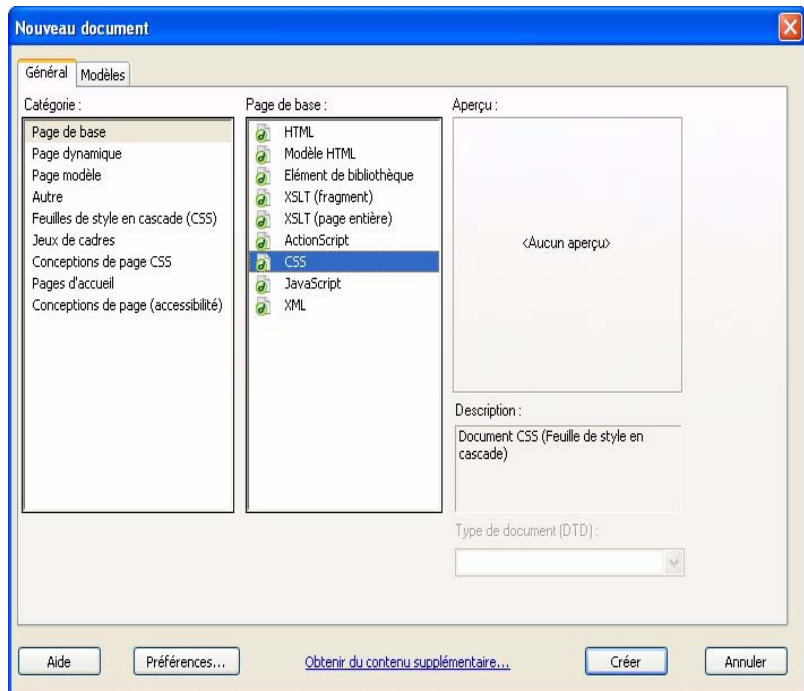 Nouveau document
Général
Modèles
Catégorie :
Page de base
Page dynamique
Page modèle
Autre
Feuilles de style en cascade (CSS)
Jeux de cadres
Conceptions de page CSS
Pages d'accueil
Conceptions de page (accessibilité)
Page de base :
HTML
Modèle HTML
Elément de bibliothèque
XSLT (fragment)
XSLT (page entière)
ActionScript
CSS
JavaScript
XML
Aperçu :
<Aucun aperçu>
Description :
Document CSS (Feuille de style en
cascade)
Type de document (DTD) :
Aide
Préférences...
Obtenir du contenu supplémentaire...
Créer
Annuler